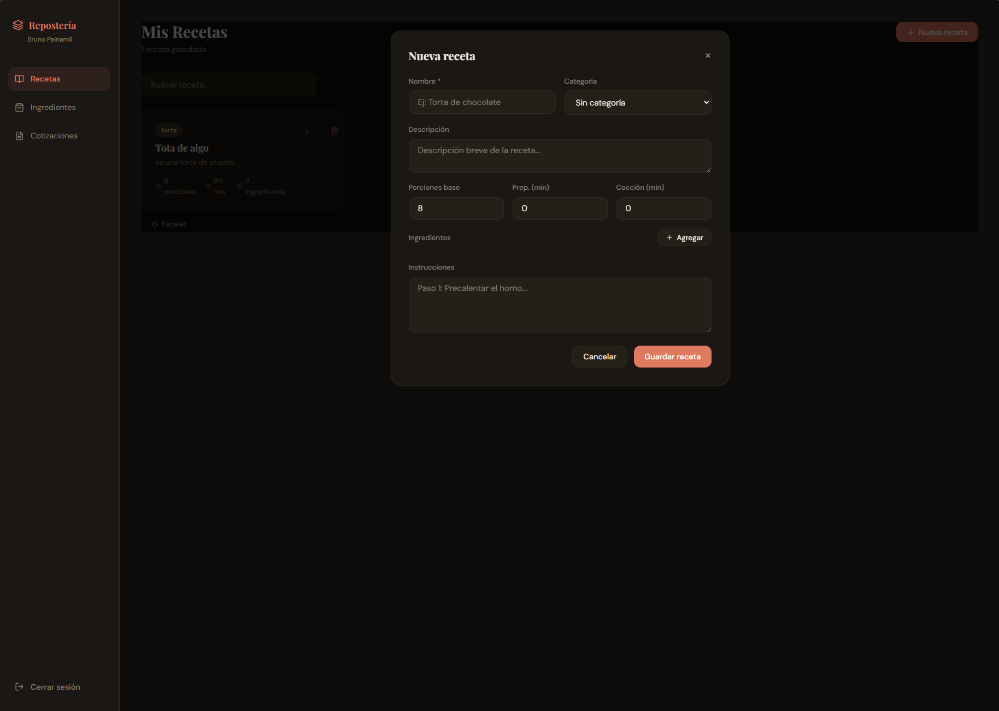 Repostería
Bruno Painamil
Recetas
Ingredientes
Cotizaciones
Cerrar sesión
Mis Recetas
1 receta guardada
+ Nueva receta
Buscar receta...
torta
Tota de algo
es una torta de prueba
8 porciones
90 min
3 ingredientes
Escalar
Nueva receta
×
Nombre *
Categoría
Ej: Torta de chocolate
Sin categoría
Descripción
Descripción breve de la receta...
Porciones base
Prep. (min)
Cocción (min)
8
0
0
Ingredientes
+ Agregar
Instrucciones
Paso 1: Precalentar el horno...
Cancelar
Guardar receta